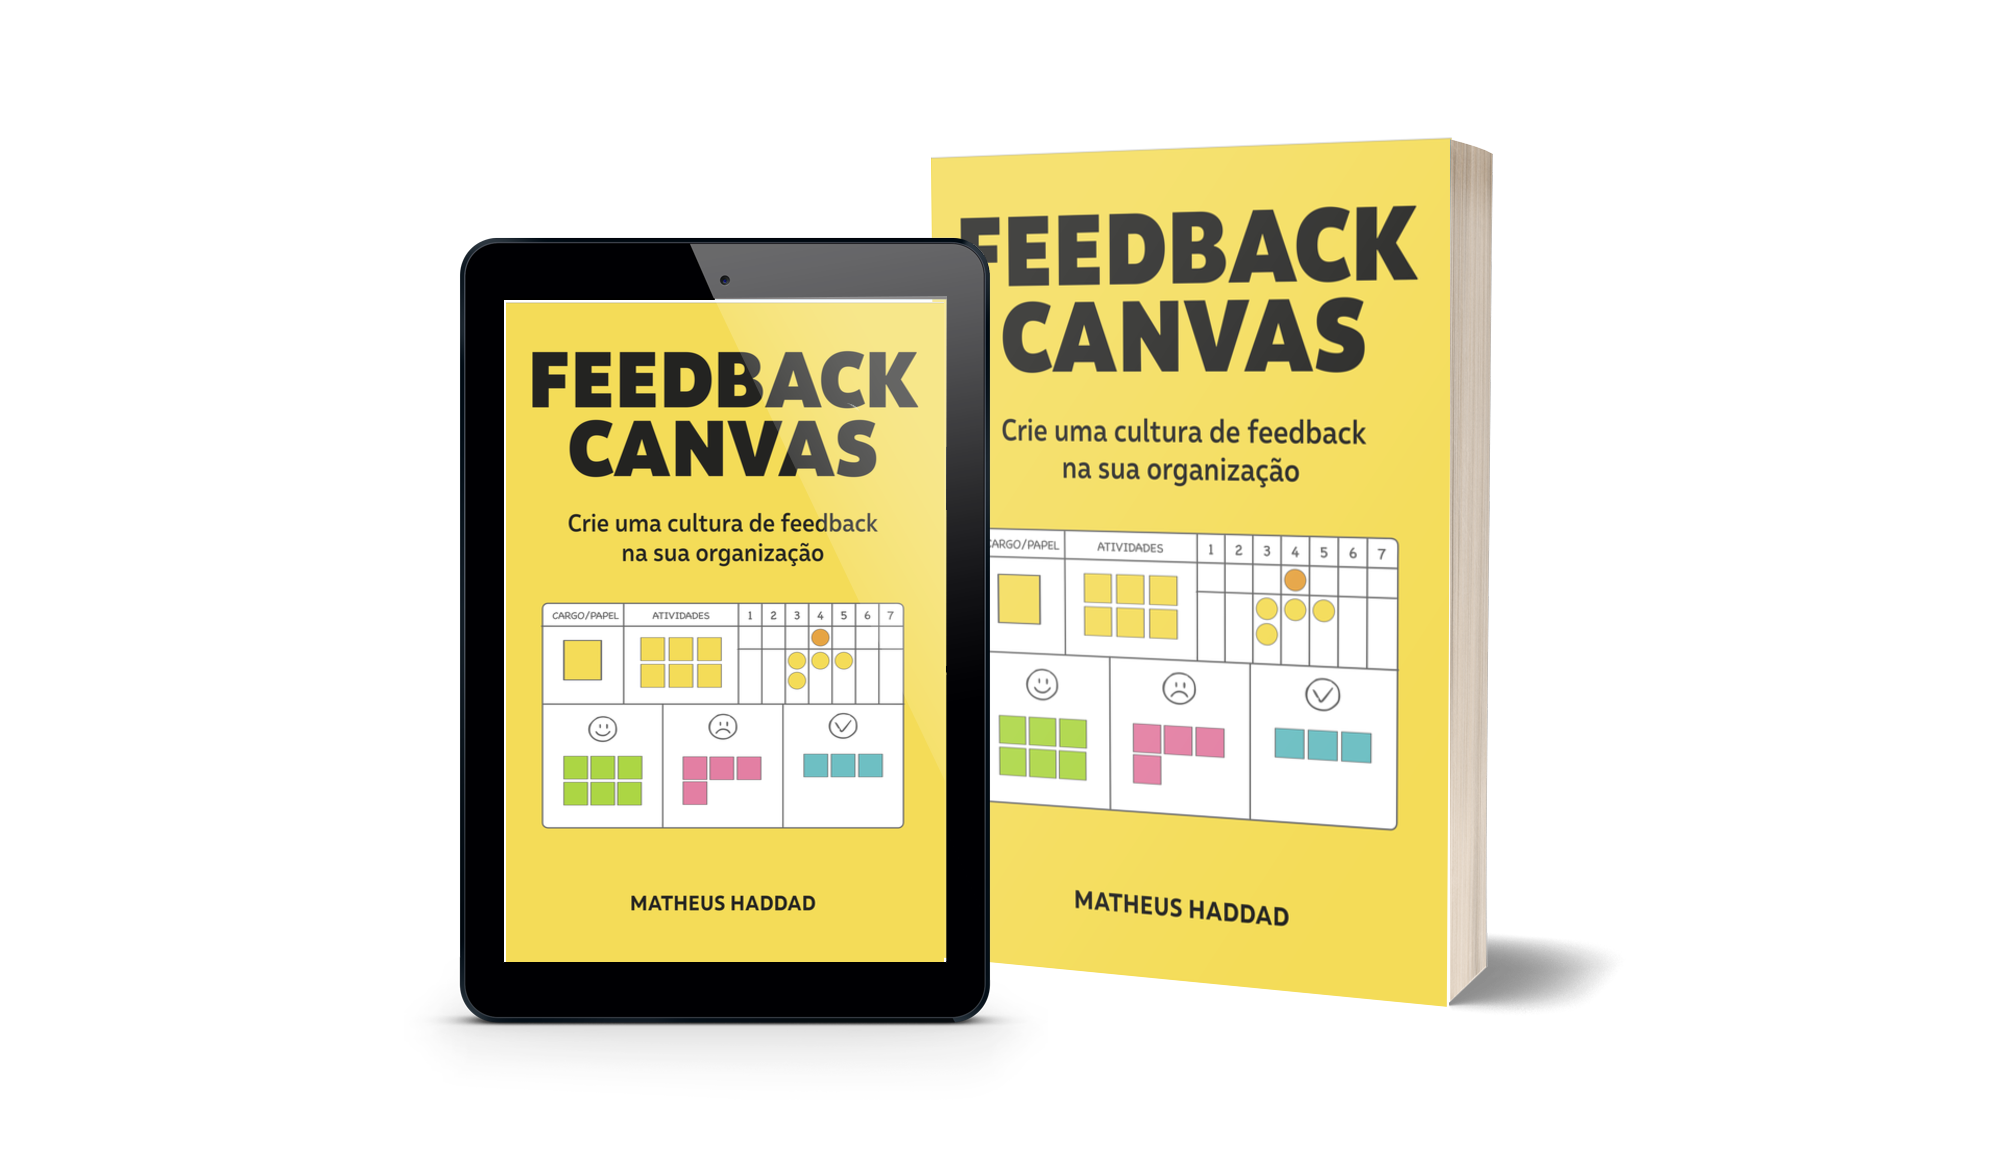 FEEDBACK
CANVAS
Crie uma cultura de feedback
na sua organização
CARGO/PAPEL ATIVIDADES 1 2 3 4 5 6 7
MATHEUS HADDAD
FEEDBACK
CANVAS
Crie uma cultura de feedback
na sua organização
CARGO/PAPEL ATIVIDADES 1 2 3 4 5 6 7
MATHEUS HADDAD